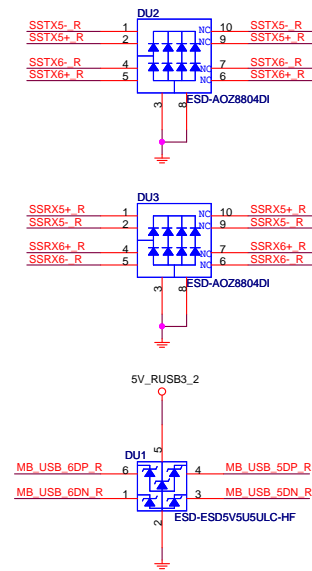 DU2
SSTX5-_R 1 NC 10 SSTX5-_R
SSTX5+_R 2 NC 9 SSTX5+_R
SSTX6-_R 4 NC 7 SSTX6-_R
SSTX6+_R 5 NC 6 SSTX6+_R
3 8 ESD-AOZ8804DI
DU3
SSRX5+_R 1 NC 10 SSRX5+_R
SSRX5-_R 2 NC 9 SSRX5-_R
SSRX6+_R 4 NC 7 SSRX6+_R
SSRX6-_R 5 NC 6 SSRX6-_R
3 8 ESD-AOZ8804DI
5V_RUSB3_2
DU1 5
MB_USB_6DP_R 6 4 MB_USB_5DP_R
MB_USB_6DN_R 1 3 MB_USB_5DN_R
2 ESD-ESD5V5U5ULC-HF